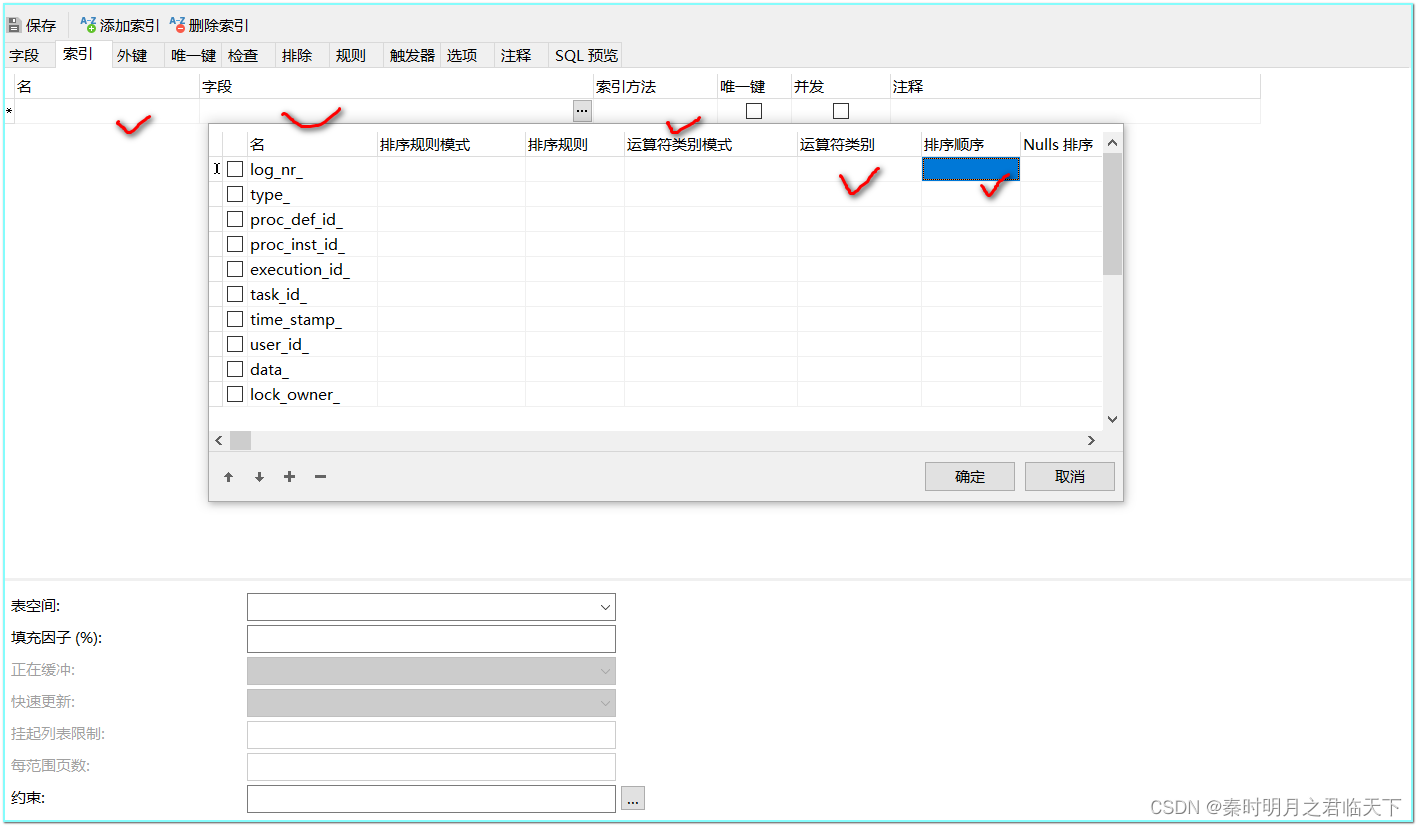 保存 添加索引 删除索引
字段 索引 外键 唯一键 检查 排除 规则 触发器 选项 注释 SQL 预览
名 字段 索引方法 唯一键 并发 注释
* ...
名 排序规则模式 排序规则 运算符类别模式 运算符类别 排序顺序 Nulls 排序
log_nr_
type_
proc_def_id_
proc_inst_id_
execution_id_
task_id_
time_stamp_
user_id_
data_
lock_owner_
确定 取消
表空间:
填充因子 (%):
正在缓冲:
快速更新:
挂起列表限制:
每范围页数:
约束: ...
CSDN @秦时明月之君临天下